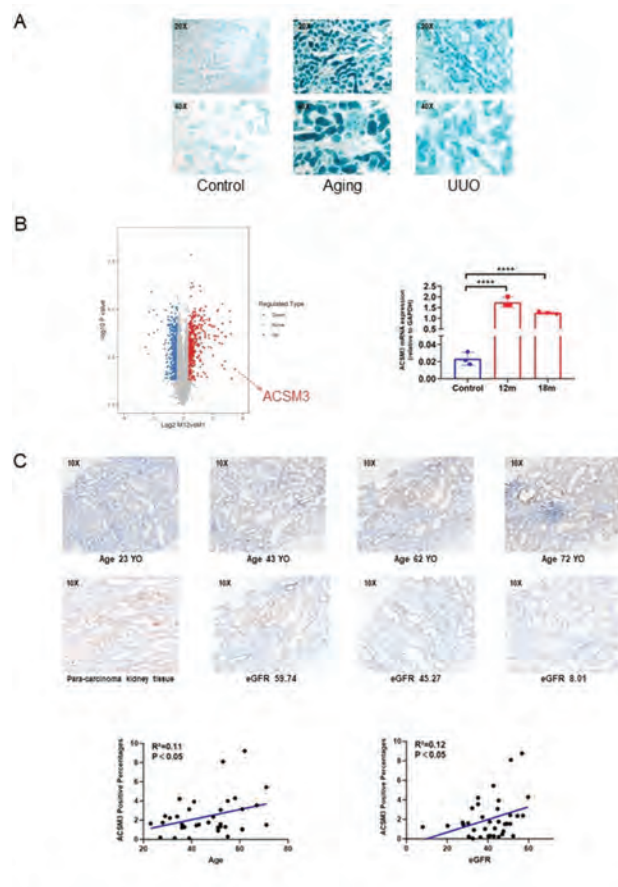 A
20X
20X
20X
40X
40X
40X
Control
Aging
UUO
B
-log10 P value
Log2 M12vsM1
Regulated Type
Down
None
Up
ACSM3
ACSM3 mRNA expression
(relative to GAPDH)
2.5
2.0
1.5
1.0
0.5
0.04
0.02
0.00
****
****
Control
12m
18m
C
10X
10X
10X
10X
Age 23 YO
Age 43 YO
Age 62 YO
Age 72 YO
10X
10X
10X
10X
Para-carcinoma kidney tissue
eGFR 59.74
eGFR 45.27
eGFR 8.01
ACSM3 Positive Percentages
10
8
6
4
2
0
R²=0.11
P<0.05
20
40
60
80
Age
ACSM3 Positive Percentages
10
8
6
4
2
0
R²=0.12
P<0.05
0
20
40
60
80
eGFR